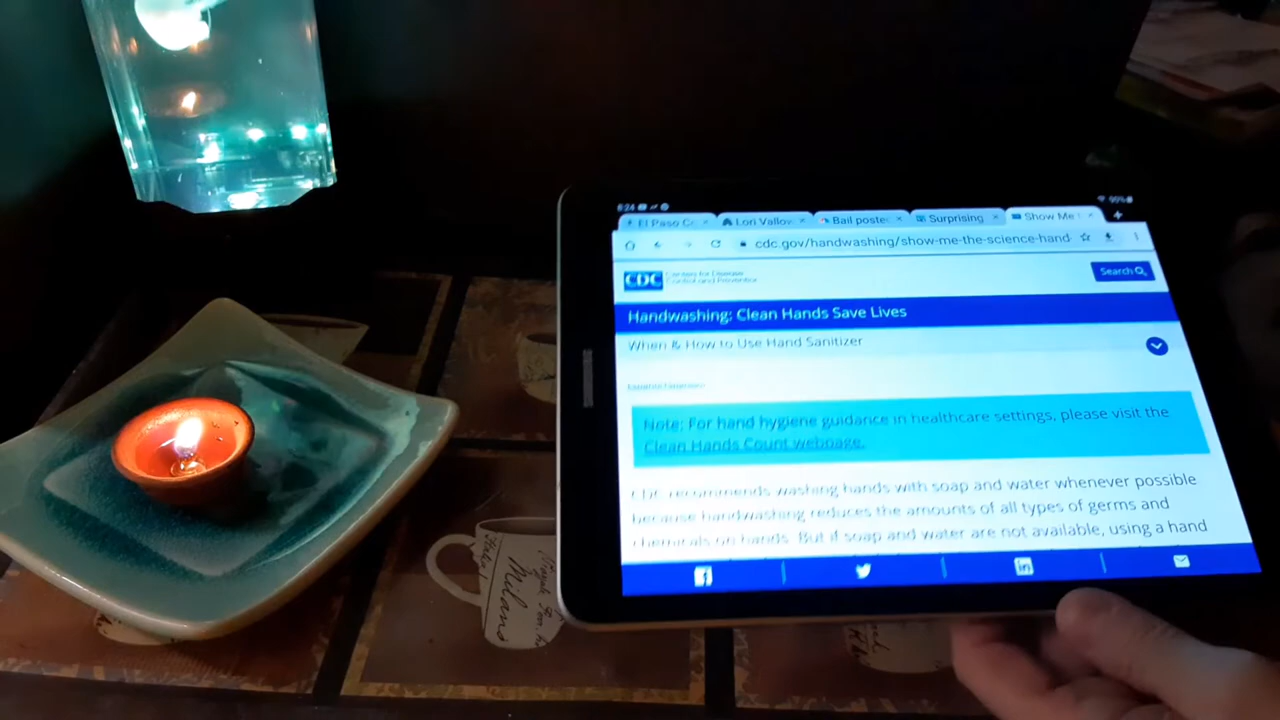 8:24
90%
El Paso C
Lori Vallow
Bail poste
Surprising
Show Me
cdc.gov/handwashing/show-me-the-science-hand
CDC
Centers for Disease
Control and Prevention
Search
Handwashing: Clean Hands Save Lives
When & How to Use Hand Sanitizer
Note: For hand hygiene guidance in healthcare settings, please visit the
Clean Hands Count webpage.
CDC recommends washing hands with soap and water whenever possible
because handwashing reduces the amounts of all types of germs and
chemicals on hands. But if soap and water are not available, using a hand
Milano